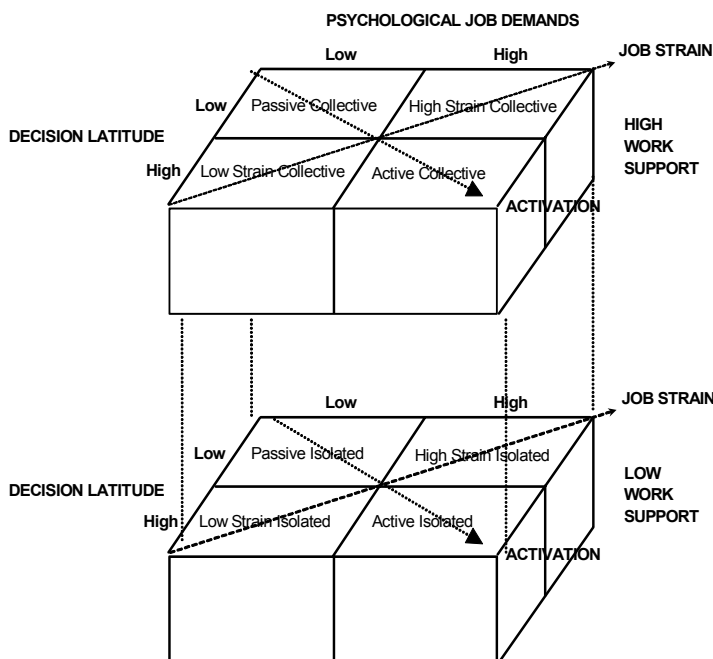 PSYCHOLOGICAL JOB DEMANDS
Low
High
JOB STRAIN
Low
Passive Collective
High Strain Collective
DECISION LATITUDE
HIGH
WORK
SUPPORT
High
Low Strain Collective
Active Collective
ACTIVATION
Low
High
JOB STRAIN
Low
Passive Isolated
High Strain Isolated
DECISION LATITUDE
LOW
WORK
SUPPORT
High
Low Strain Isolated
Active Isolated
ACTIVATION